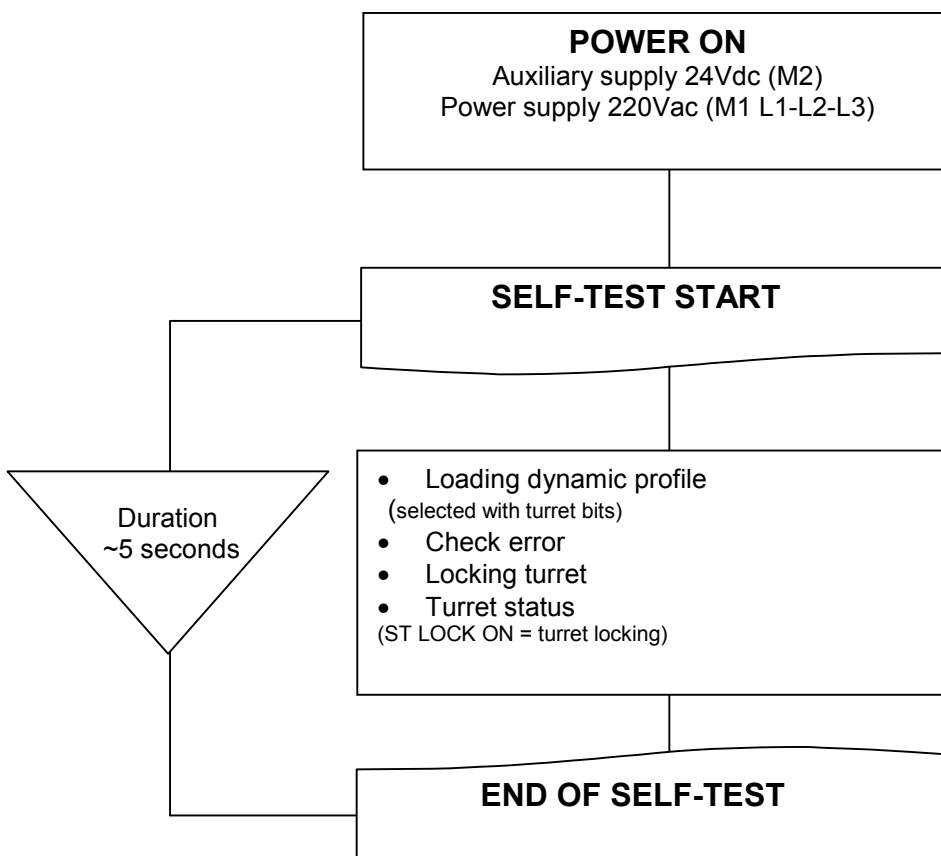 POWER ON
Auxiliary supply 24Vdc (M2)
Power supply 220Vac (M1 L1-L2-L3)
SELF-TEST START
Duration
~5 seconds
• Loading dynamic profile
(selected with turret bits)
• Check error
• Locking turret
• Turret status
(ST LOCK ON = turret locking)
END OF SELF-TEST